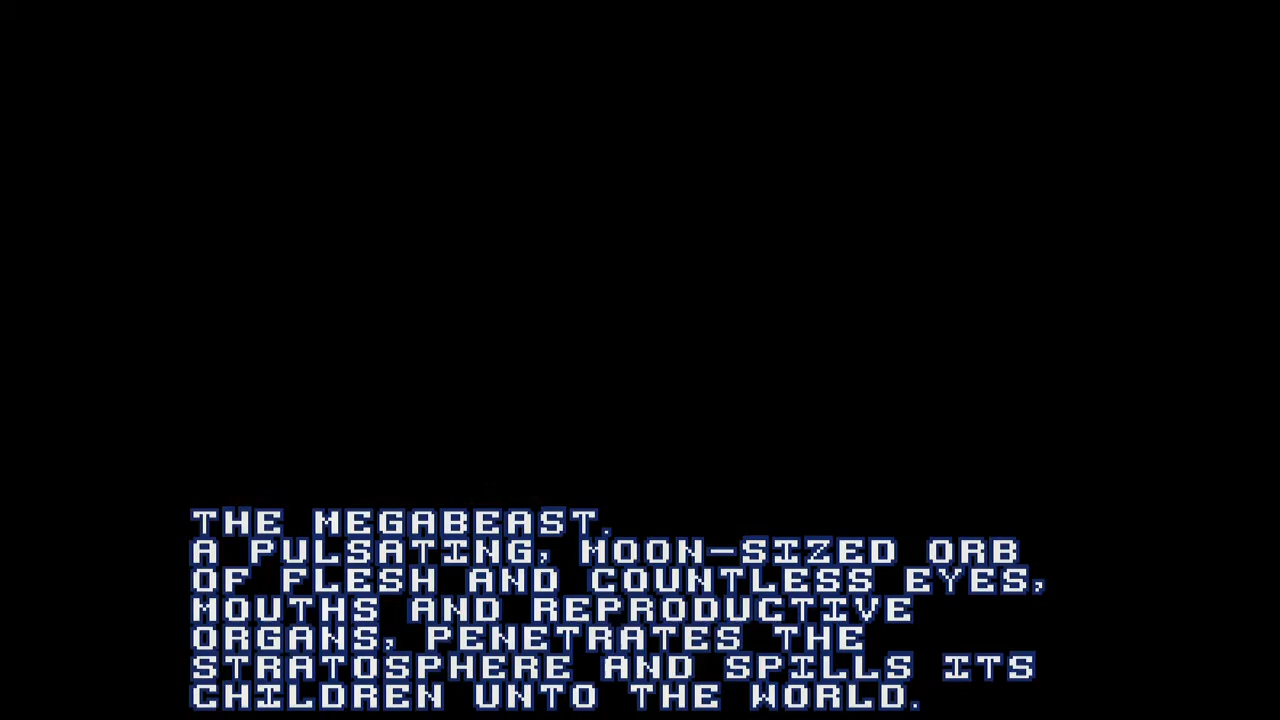 THE MEGABEAST.
A PULSATING, MOON-SIZED ORB
OF FLESH AND COUNTLESS EYES,
MOUTHS AND REPRODUCTIVE
ORGANS, PENETRATES THE
STRATOSPHERE AND SPILLS ITS
CHILDREN UNTO THE WORLD.